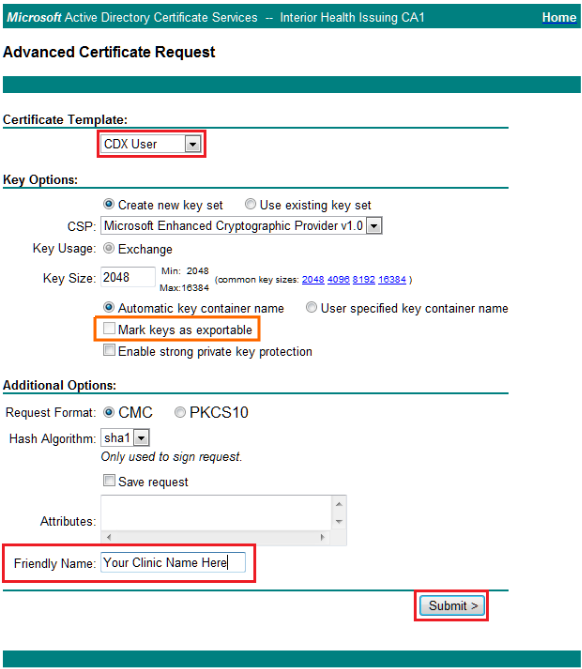 Microsoft Active Directory Certificate Services -- Interior Health Issuing CA1 Home
Advanced Certificate Request
Certificate Template:
CDX User
Key Options:
Create new key set Use existing key set
CSP: Microsoft Enhanced Cryptographic Provider v1.0
Key Usage: Exchange
Key Size: 2048 Min: 2048 Max:16384 (common key sizes: 2048 4096 8192 16384 )
Automatic key container name User specified key container name
Mark keys as exportable
Enable strong private key protection
Additional Options:
Request Format: CMC PKCS10
Hash Algorithm: sha1
Only used to sign request.
Save request
Attributes:
Friendly Name: Your Clinic Name Here
Submit >